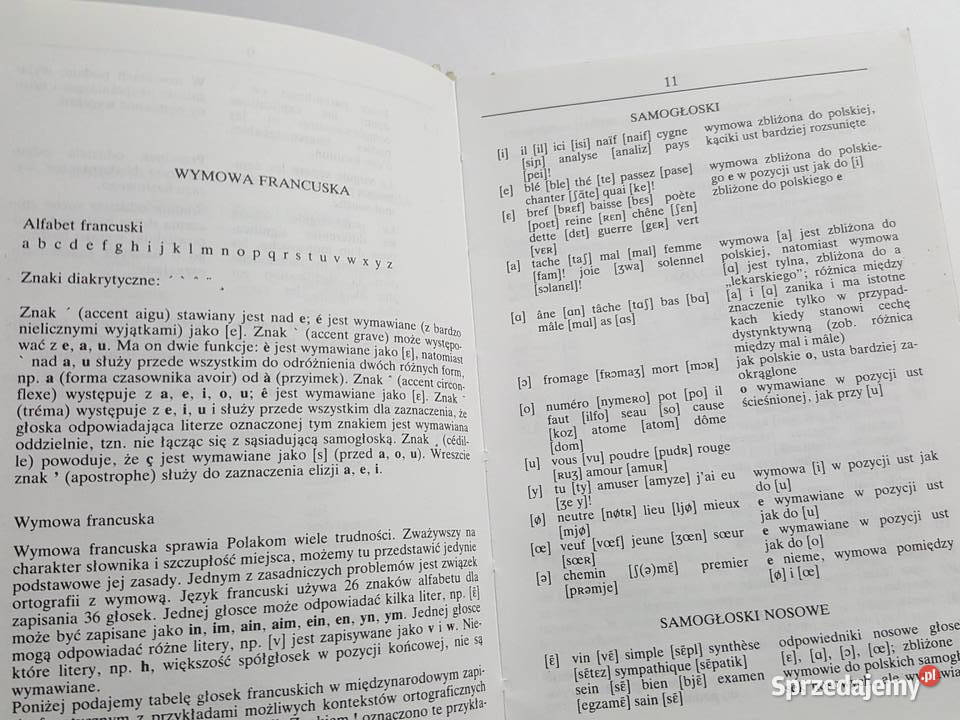 WYMOWA FRANCUSKA
Alfabet francuski
a b c d e f g h i j k l m n o p q r s t u v w x y z
Znaki diakrytyczne: ´ ` ˆ ¨ ¸
Znak ´ (accent aigu) stawiany jest nad e; é jest wymawiane (z bardzo
nielicznymi wyjątkami) jako [e]. Znak ` (accent grave) może występo-
wać z e, a, u. Ma on dwie funkcje: è jest wymawiane jako [ɛ], natomiast
` nad a, u służy przede wszystkim do odróżnienia dwóch różnych form,
np. a (forma czasownika avoir) od à (przyimek). Znak ˆ (accent circon-
flexe) występuje z a, e, i, o, u; ê jest wymawiane jako [ɛ]. Znak ¨
(tréma) występuje z e, i, u i służy przede wszystkim dla zaznaczenia, że
głoska odpowiadająca literze oznaczonej tym znakiem jest wymawiana
oddzielnie, tzn. nie łącząc się z sąsiadującą samogłoską. Znak ¸ (cédil-
le) powoduje, że ç jest wymawiane jako [s] (przed a, o, u). Wreszcie
znak ’ (apostrophe) służy do zaznaczenia elizji a, e, i.
Wymowa francuska
Wymowa francuska sprawia Polakom wiele trudności. Zważywszy na
charakter słownika i szczupłość miejsca, możemy tu przedstawić jedynie
podstawowe jej zasady. Jednym z zasadniczych problemów jest związek
ortografii z wymową. Język francuski używa 26 znaków alfabetu dla
zapisania 36 głosek. Jednej głosce może odpowiadać kilka liter, np. [ɛ̃]
może być zapisane jako in, im, ain, aim, ein, en, yn, ym. Jednej głosce
mogą odpowiadać różne litery, np. [v] jest zapisywane jako v i w. Nie-
które litery, np. h, większość spółgłosek w pozycji końcowej, nie są
wymawiane.
Poniżej podajemy tabelę głosek francuskich w międzynarodowym zapi-
z przykładami możliwych kontekstów ortograficznych
! oznaczono te przykła-
11
SAMOGŁOSKI
[i] il [il] ici [isi] naïf [naif] cygne
[siɲ] analyse [analiz] pays
[pei]!
wymowa zbliżona do polskiej,
kąciki ust bardziej rozsunięte
[e] blé [ble] thé [te] passez [pase]
chanter [ʃɑ̃te] quai [ke]!
wymowa zbliżona do polskie-
go e w pozycji ust jak do [i]
[ɛ] bref [bʀɛf] baisse [bɛs] poète
[poɛt] reine [ʀɛn] chêne [ʃɛn]
dette [dɛt] guerre [gɛʀ] vert
[vɛʀ]
zbliżone do polskiego e
[a] tache [taʃ] mal [mal] femme
[fam]! joie [ʒwa] solennel
[sɔlanɛl]!
wymowa [a] jest zbliżona do
polskiej, natomiast wymowa
[ɑ] jest tylna, zbliżona do a
„lekarskiego”; różnica między
[a] i [ɑ] zanika i ma istotne
znaczenie tylko w przypad-
kach kiedy stanowi cechę
dystynktywną (zob. różnica
między mal i mâle)
[ɑ] âne [ɑn] tâche [tɑʃ] bas [bɑ]
mâle [mɑl] as [ɑs]
[ɔ] fromage [fʀɔmaʒ] mort [mɔʀ]
jak polskie o, usta bardziej za-
okrąglone
[o] numéro [nymeʀo] pot [po] il
faut [ilfo] seau [so] cause
[koz] atome [atom] dôme
[dom]
o wymawiane w pozycji ust
ścieśnionej, jak przy [u]
[u] vous [vu] poudre [pudʀ] rouge
[ʀuʒ] amour [amuʀ]
[y] tu [ty] amuser [amyze] j'ai eu
[ʒe y]!
wymowa [i] w pozycji ust jak
do [u]
[ø] neutre [nøtʀ] lieu [ljø] mieux
[mjø]
e wymawiane w pozycji ust
jak do [u]
[œ] veuf [vœf] jeune [ʒœn] sœur
[sœʀ]
e wymawiane w pozycji ust
jak do [o]
[ə] chemin [ʃ(ə)mɛ̃] premier
[pʀəmje]
e nieme, wymowa pomiędzy
[ø] i [œ]
SAMOGŁOSKI NOSOWE
[ɛ̃] vin [vɛ̃] simple [sɛ̃pl] synthèse
[sɛ̃tɛz] sympathique [sɛ̃patik]
sein [sɛ̃] bien [bjɛ̃] examen
[egzamɛ̃] sain [sɛ̃]
odpowiedniki nosowe głose
[ɛ], [ɑ], [ɔ], [œ]; zbliżone
wymowie do polskich samogł
Sprzedajemy.pl